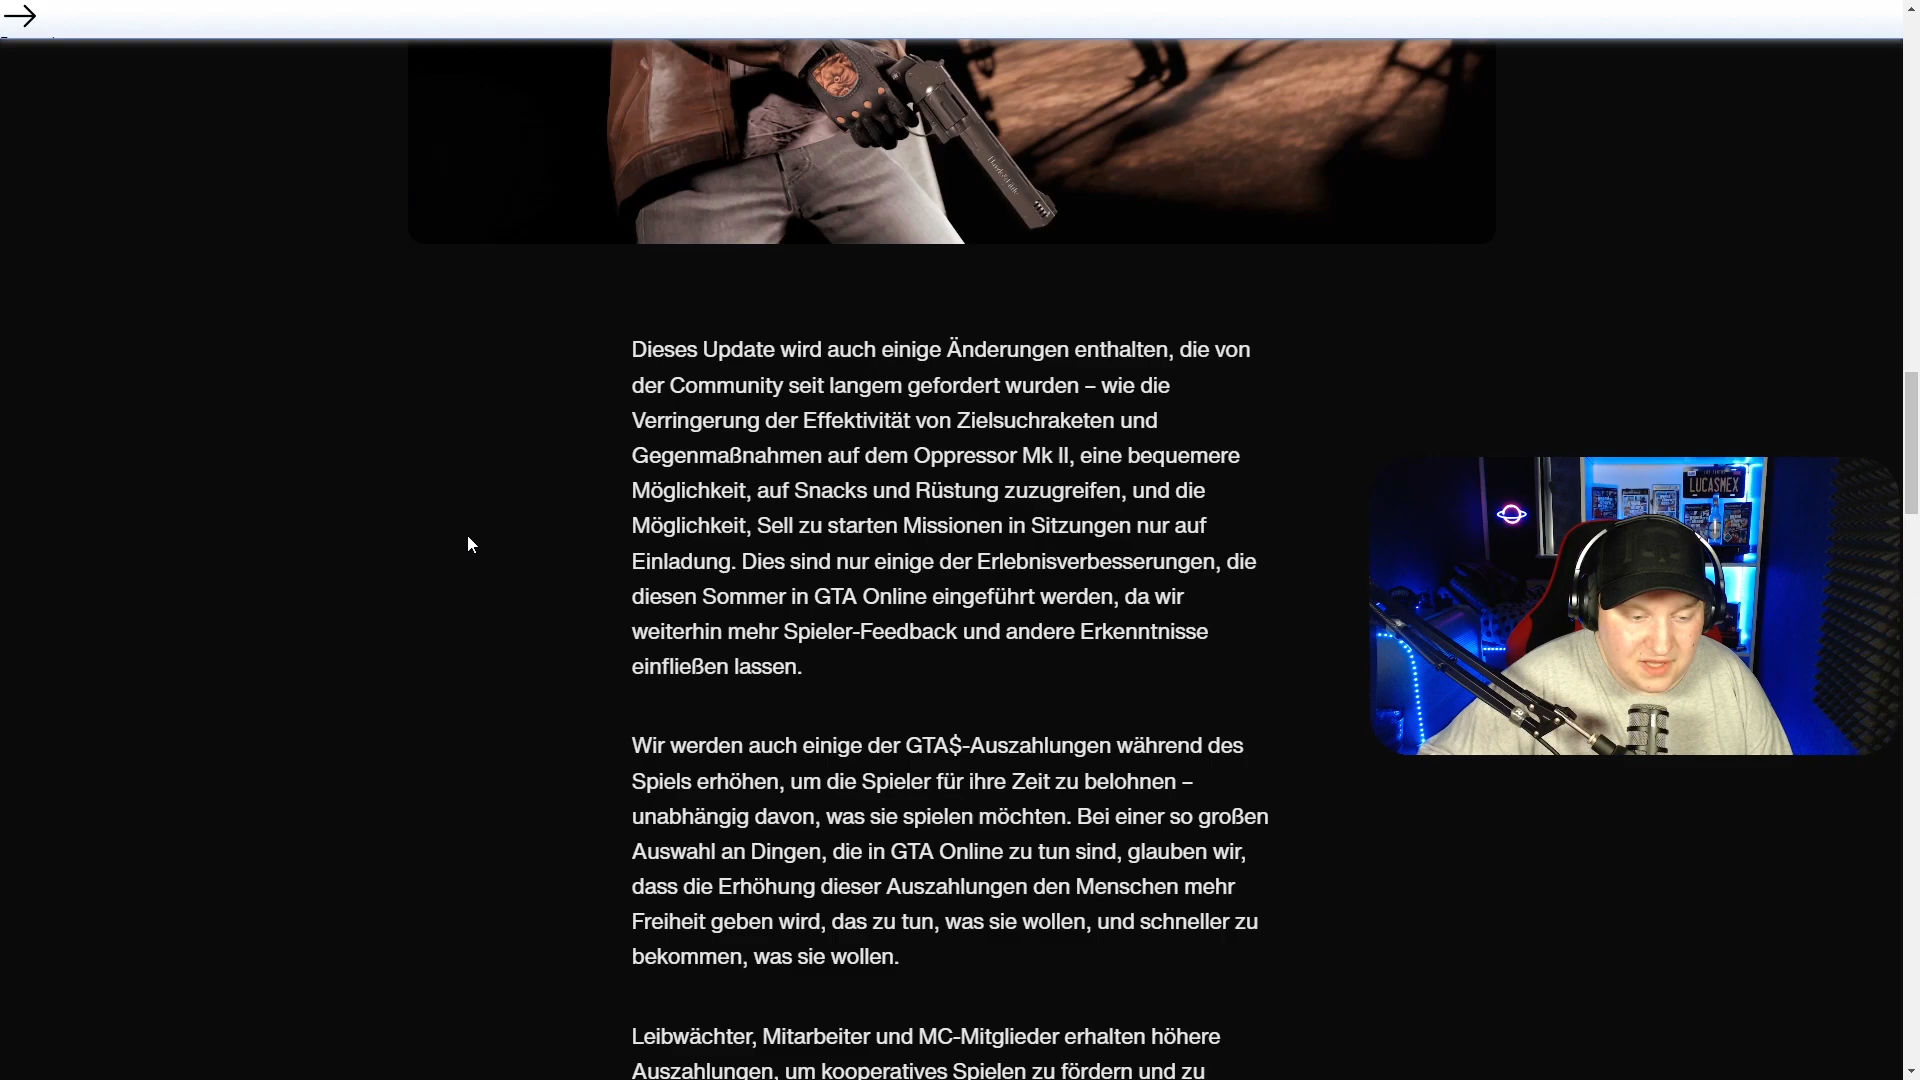 Dieses Update wird auch einige Änderungen enthalten, die von
der Community seit langem gefordert wurden – wie die
Verringerung der Effektivität von Zielsuchraketen und
Gegenmaßnahmen auf dem Oppressor Mk II, eine bequemere
Möglichkeit, auf Snacks und Rüstung zuzugreifen, und die
Möglichkeit, Sell zu starten Missionen in Sitzungen nur auf
Einladung. Dies sind nur einige der Erlebnisverbesserungen, die
diesen Sommer in GTA Online eingeführt werden, da wir
weiterhin mehr Spieler-Feedback und andere Erkenntnisse
einfließen lassen.
LUCASMEX
Wir werden auch einige der GTA$-Auszahlungen während des
Spiels erhöhen, um die Spieler für ihre Zeit zu belohnen –
unabhängig davon, was sie spielen möchten. Bei einer so großen
Auswahl an Dingen, die in GTA Online zu tun sind, glauben wir,
dass die Erhöhung dieser Auszahlungen den Menschen mehr
Freiheit geben wird, das zu tun, was sie wollen, und schneller zu
bekommen, was sie wollen.
Leibwächter, Mitarbeiter und MC-Mitglieder erhalten höhere
Auszahlungen, um kooperatives Spielen zu fördern und zu